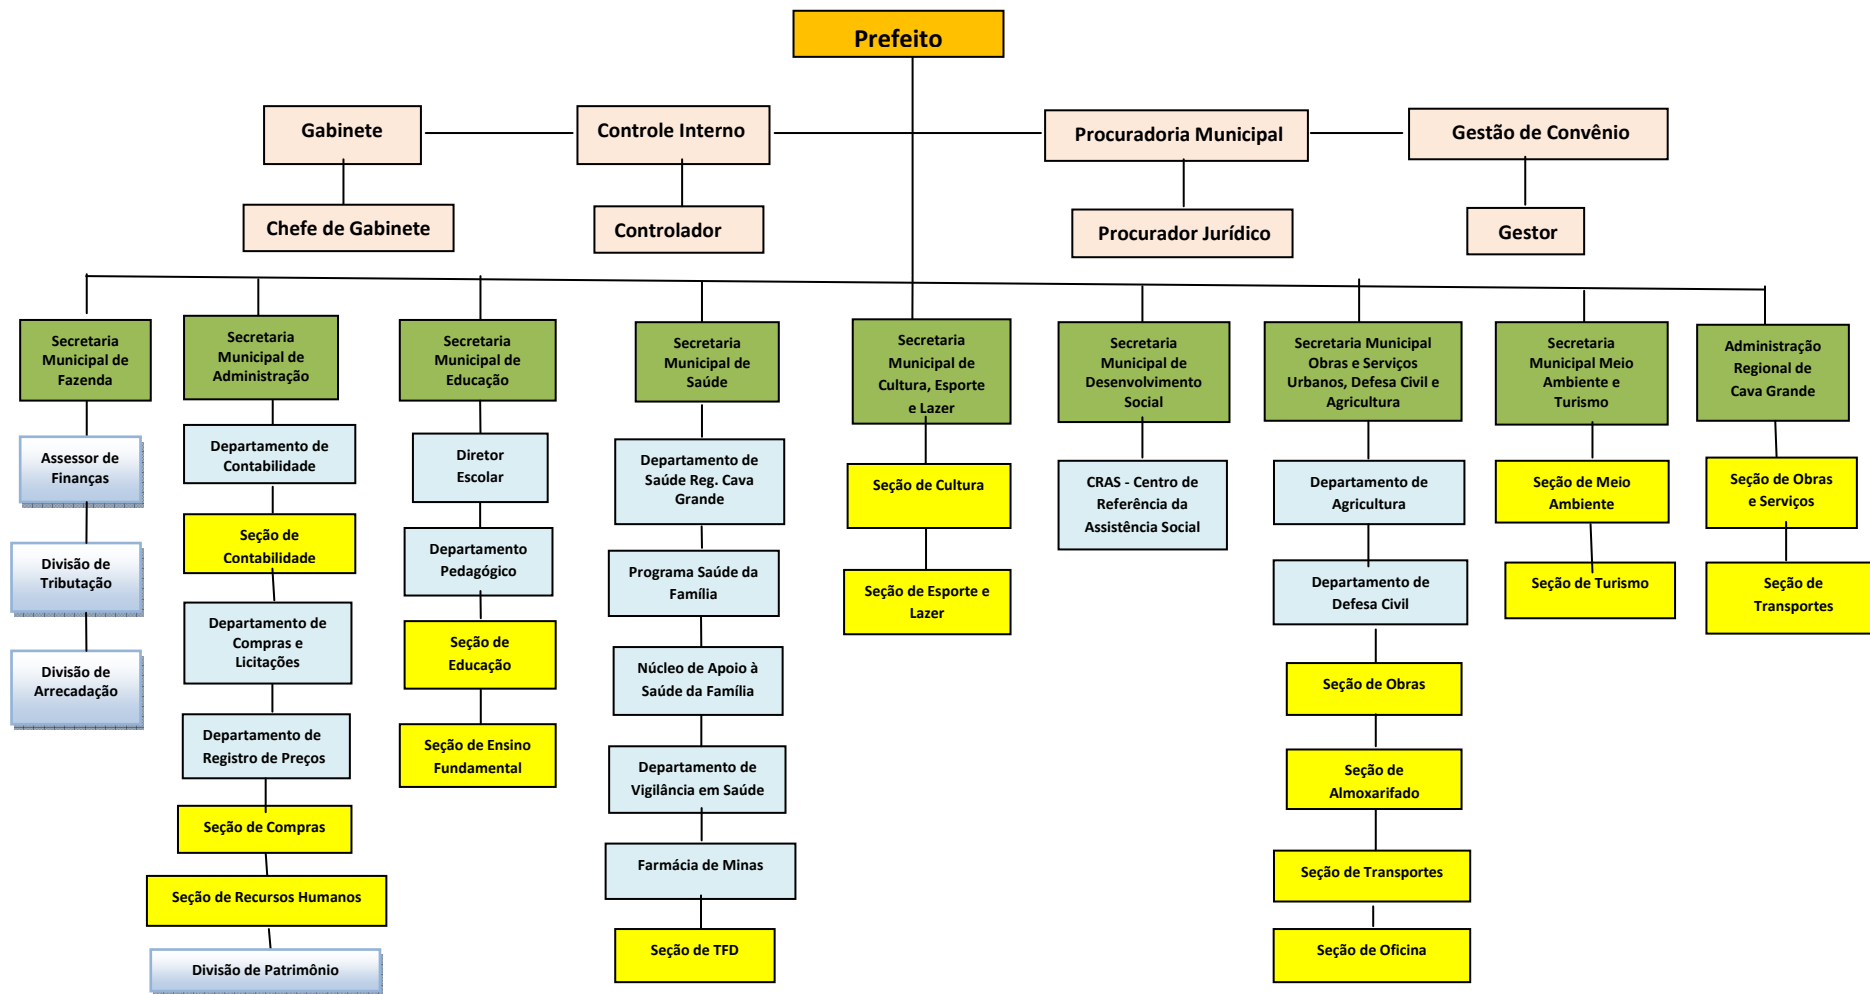 Prefeito
Gabinete
Controle Interno
Procuradoria Municipal
Gestão de Convênio
Chefe de Gabinete
Controlador
Procurador Jurídico
Gestor
Secretaria
Municipal de
Fazenda
Assessor de
Finanças
Divisão de
Tributação
Divisão de
Arrecadação
Secretaria
Municipal de
Administração
Departamento de
Contabilidade
Seção de
Contabilidade
Departamento de
Compras e
Licitações
Departamento de
Registro de Preços
Seção de Compras
Seção de Recursos Humanos
Divisão de Patrimônio
Secretaria
Municipal de
Educação
Diretor
Escolar
Departamento
Pedagógico
Seção de
Educação
Seção de Ensino
Fundamental
Secretaria
Municipal de
Saúde
Departamento de
Saúde Reg. Cava
Grande
Programa Saúde da
Família
Núcleo de Apoio à
Saúde da Família
Departamento de
Vigilância em Saúde
Farmácia de Minas
Seção de TFD
Secretaria
Municipal de
Cultura, Esporte
e Lazer
Seção de Cultura
Seção de Esporte e
Lazer
Secretaria
Municipal de
Desenvolvimento
Social
CRAS - Centro de
Referência da
Assistência Social
Secretaria Municipal
Obras e Serviços
Urbanos, Defesa Civil e
Agricultura
Departamento de
Agricultura
Departamento de
Defesa Civil
Seção de Obras
Seção de
Almoxarifado
Seção de Transportes
Seção de Oficina
Secretaria
Municipal Meio
Ambiente e
Turismo
Seção de Meio
Ambiente
Seção de Turismo
Administração
Regional de
Cava Grande
Seção de Obras
e Serviços
Seção de
Transportes